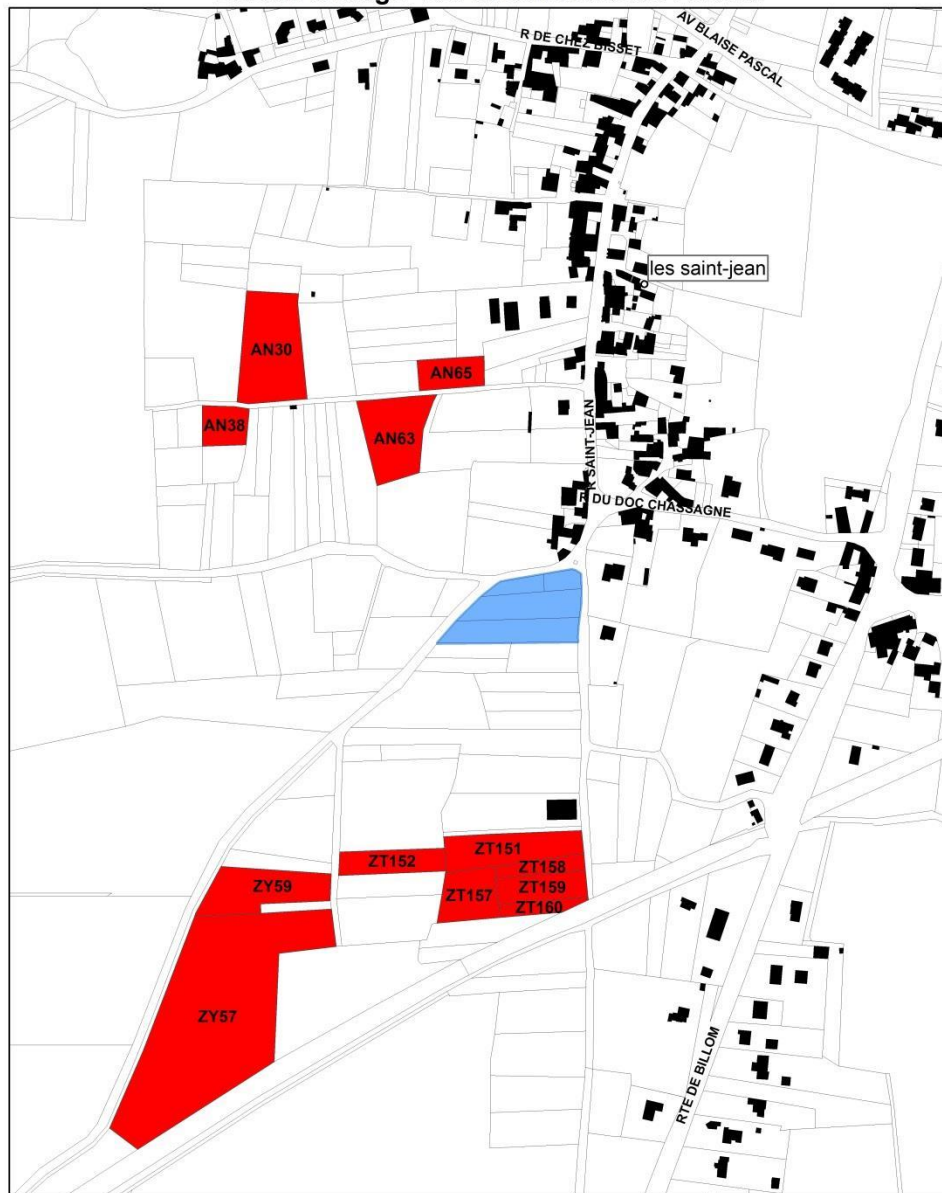 R DE CHEZ BISSET
AV BLAISE PASCAL
les saint-jean
AN30
AN65
AN38
AN63
R SAINT-JEAN
R DU DOC CHASSAGNE
ZT151
ZT152
ZT158
ZY59
ZT157
ZT159
ZT160
ZY57
RTE DE BILLOM